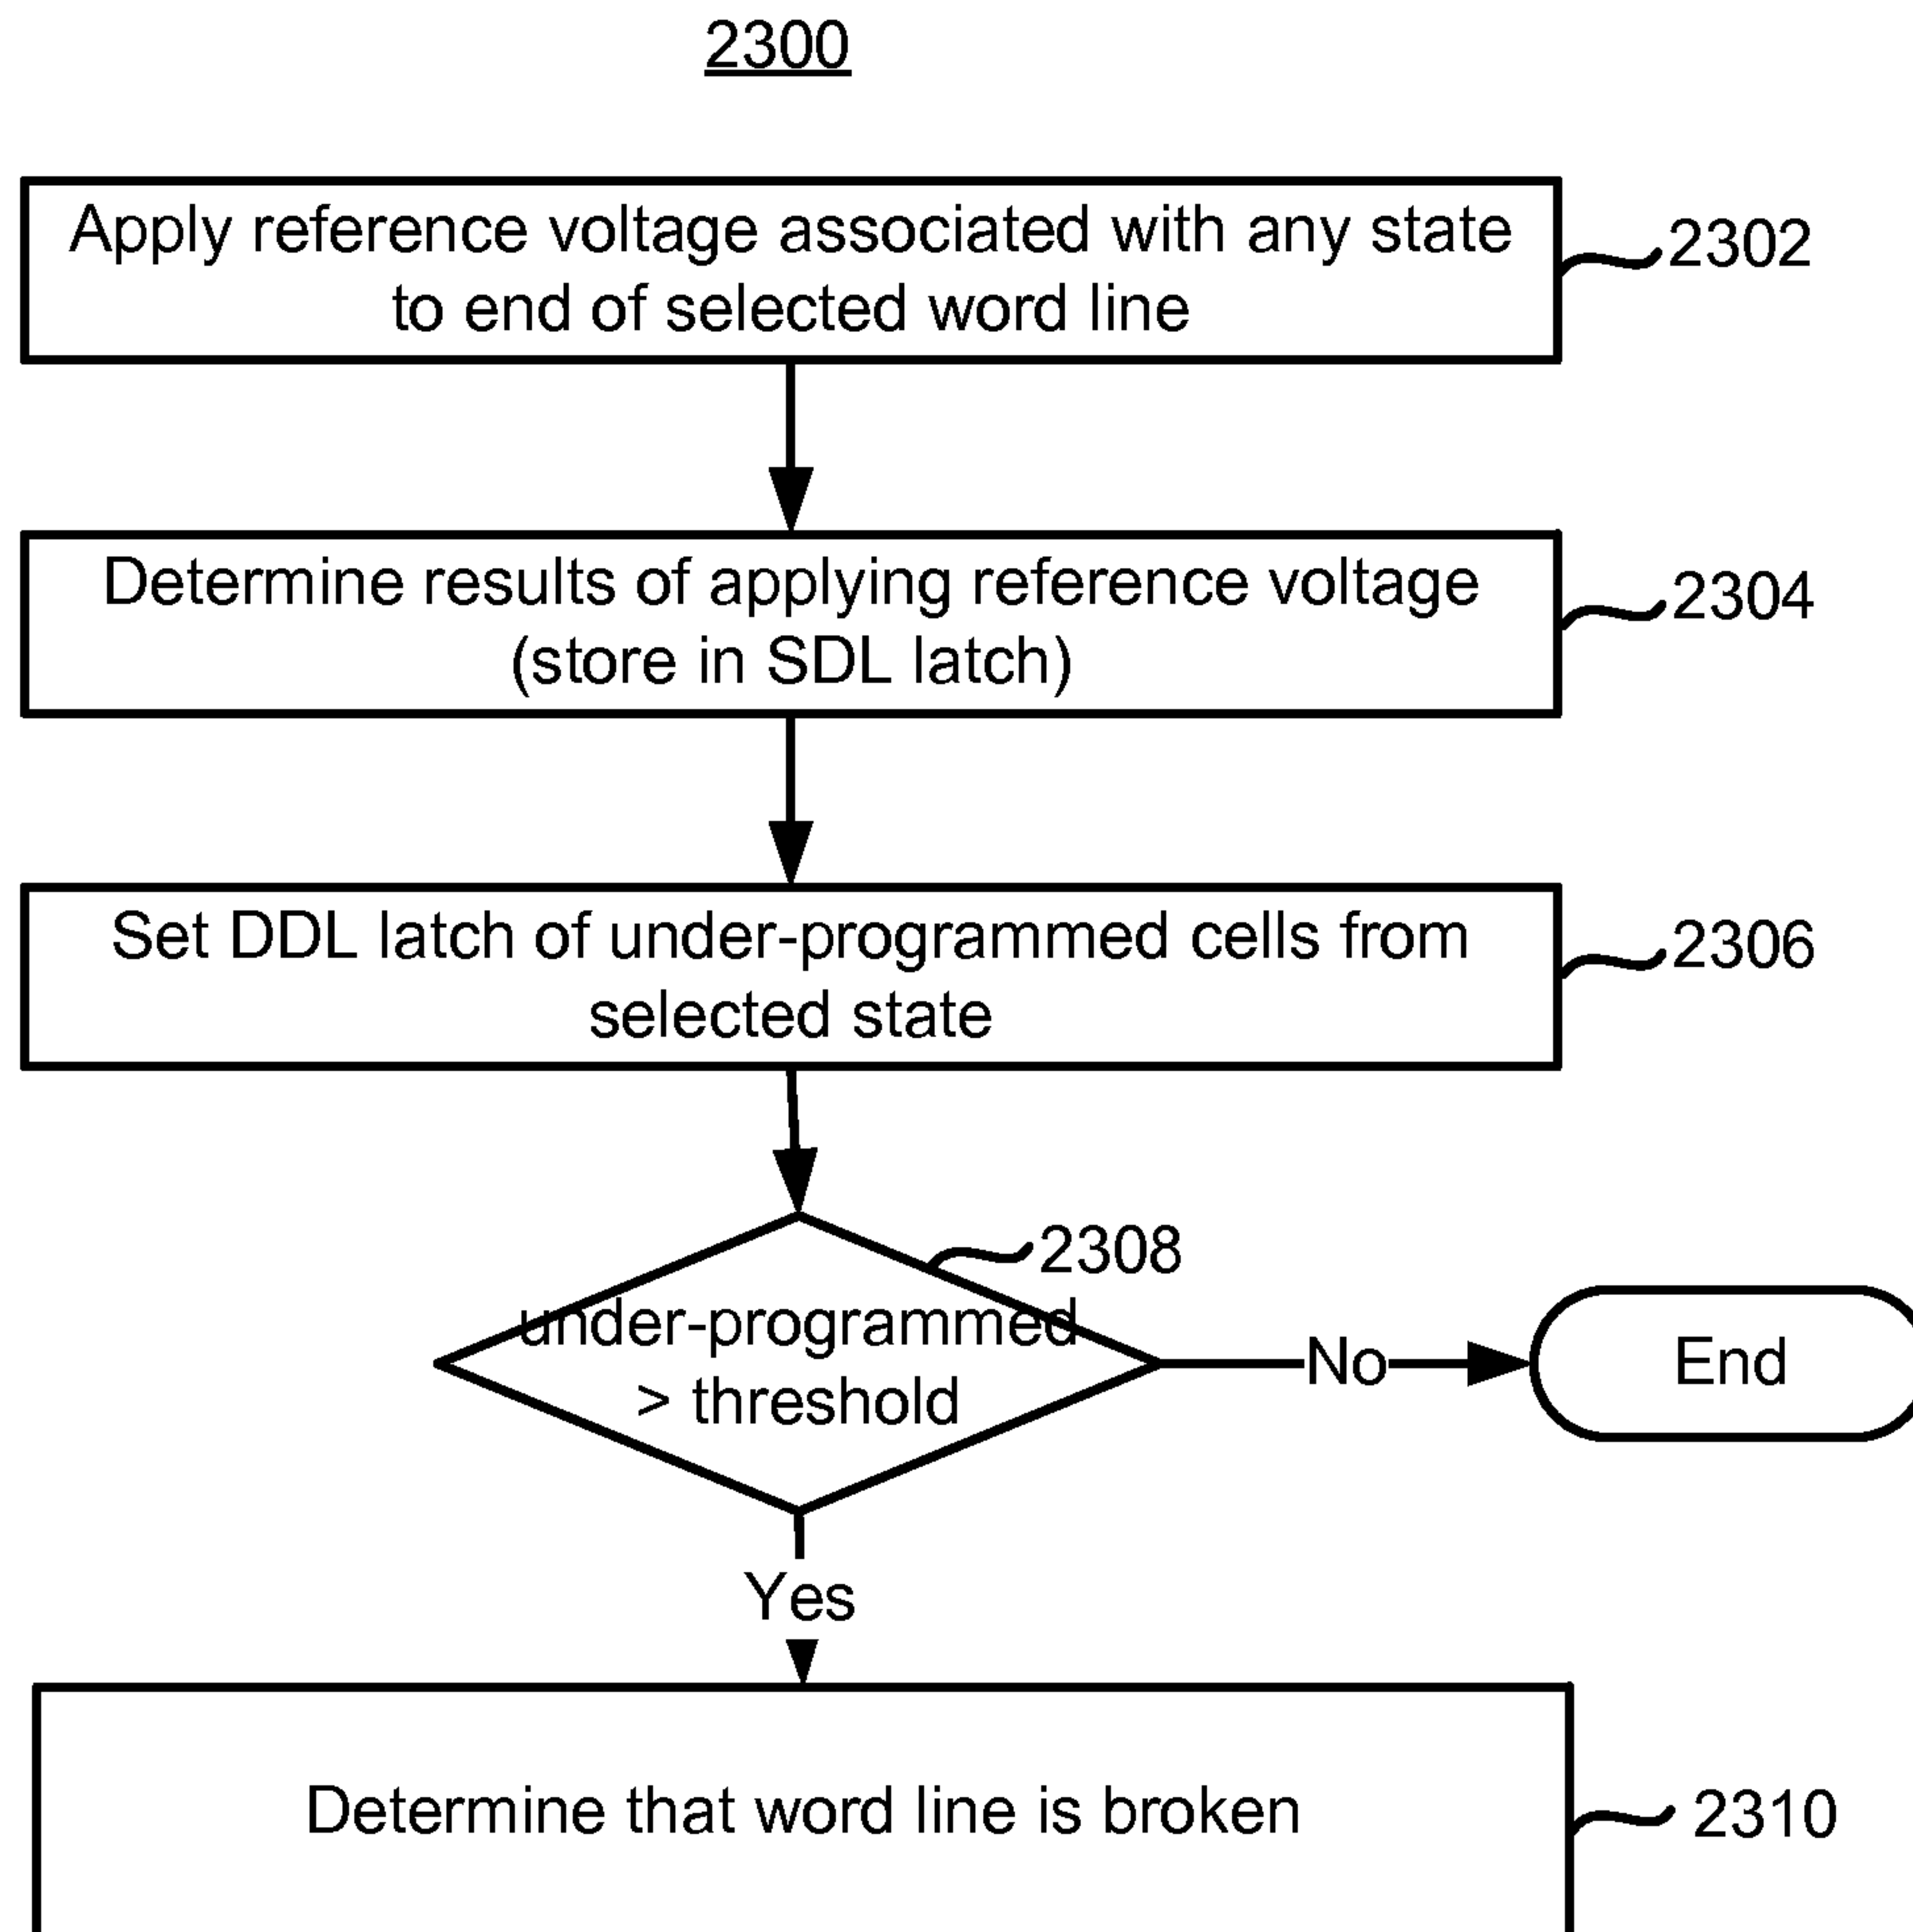 2300
Apply reference voltage associated with any state
to end of selected word line
2302
Determine results of applying reference voltage
(store in SDL latch)
2304
Set DDL latch of under-programmed cells from
selected state
2306
2308
under-programmed
> threshold
No
End
Yes
Determine that word line is broken
2310